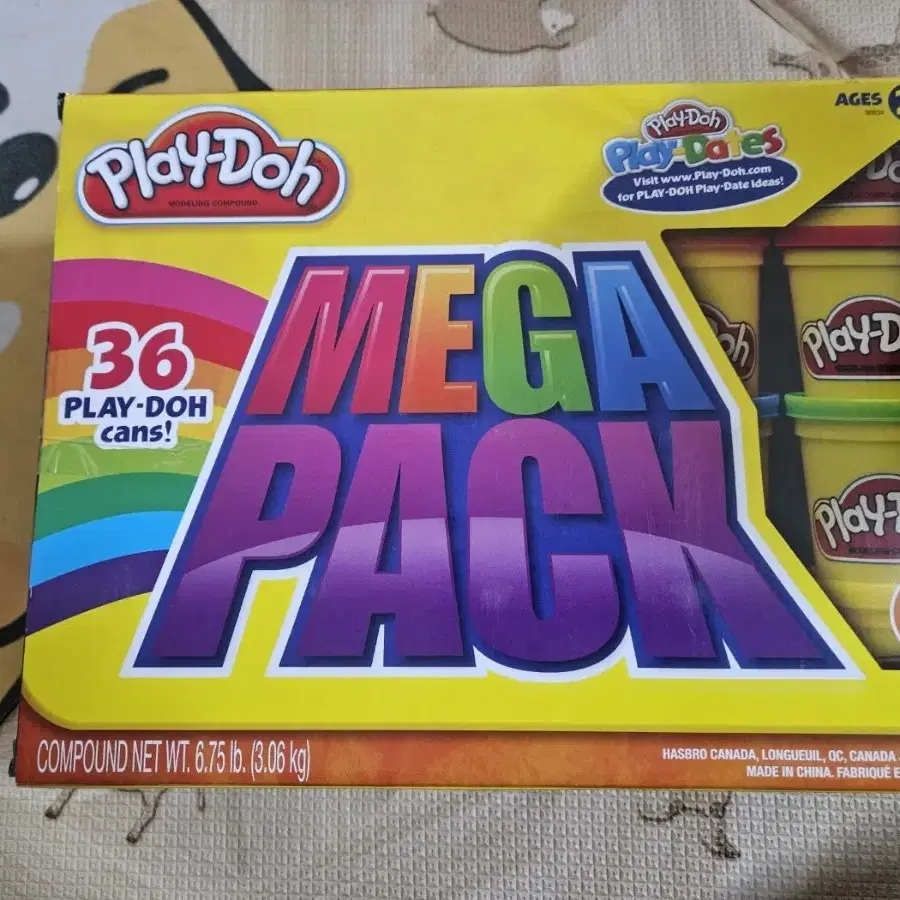 AGES
Play-Doh
MODELING COMPOUND
Play-Doh
Play-Dates
Visit www.Play-Doh.com
for PLAY-DOH Play-Date Ideas!
36
PLAY-DOH
cans!
MEGA
PACK
Play-D
Play-
COMPOUND NET WT. 6.75 lb. (3.06 kg)
HASBRO CANADA, LONGUEUIL, QC, CANADA
MADE IN CHINA. FABRIQUÉ E